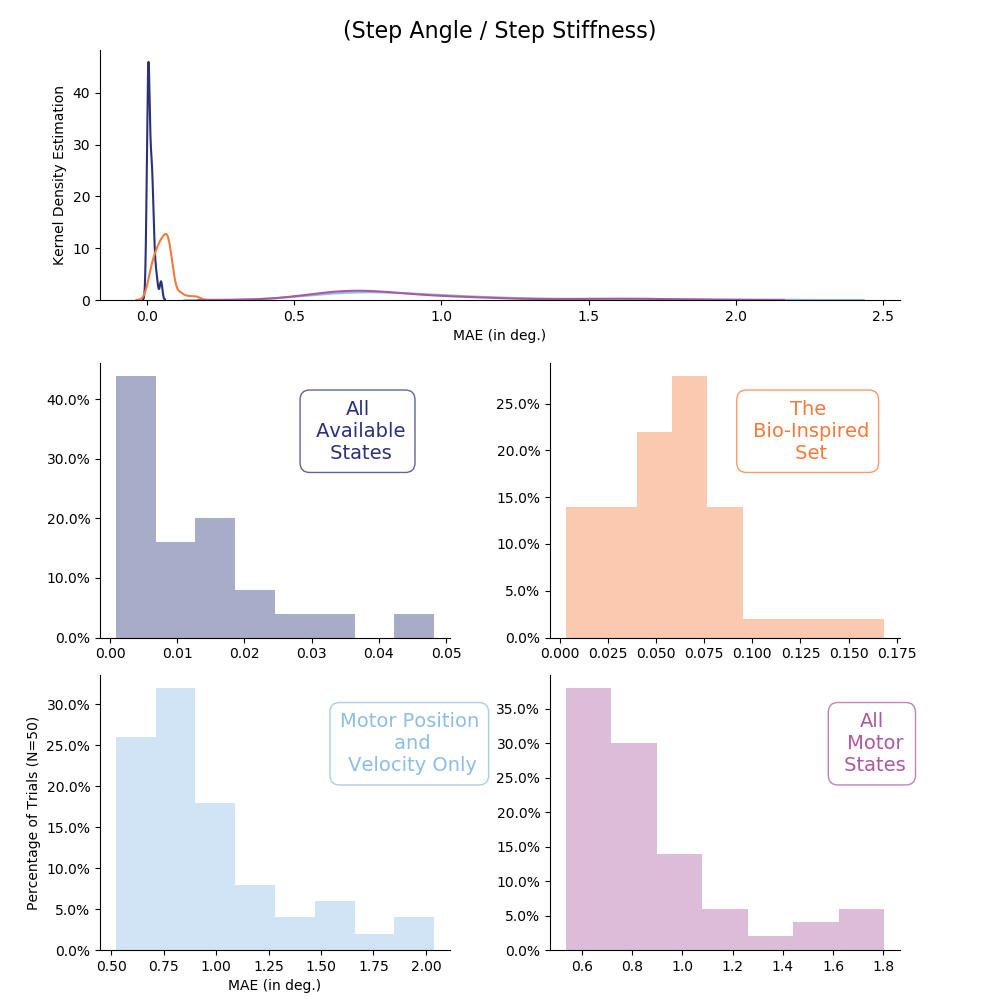 (Step Angle / Step Stiffness)
Kernel Density Estimation
40
30
20
10
0
0.0 0.5 1.0 1.5 2.0 2.5
MAE (in deg.)
All
Available
States
40.0%
30.0%
20.0%
10.0%
0.0%
0.00 0.01 0.02 0.03 0.04 0.05
The
Bio-Inspired
Set
25.0%
20.0%
15.0%
10.0%
5.0%
0.0%
0.000 0.025 0.050 0.075 0.100 0.125 0.150 0.175
Motor Position
and
Velocity Only
Percentage of Trials (N=50)
30.0%
25.0%
20.0%
15.0%
10.0%
5.0%
0.0%
0.50 0.75 1.00 1.25 1.50 1.75 2.00
MAE (in deg.)
All
Motor
States
35.0%
30.0%
25.0%
20.0%
15.0%
10.0%
5.0%
0.0%
0.6 0.8 1.0 1.2 1.4 1.6 1.8